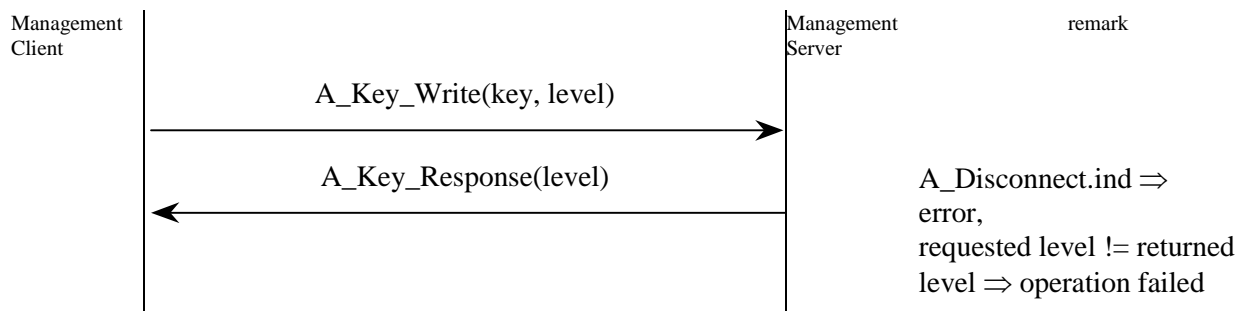 Management
Client
Management
Server
remark
A_Key_Write(key, level)
A_Key_Response(level)
A_Disconnect.ind ⇒
error,
requested level != returned
level ⇒ operation failed